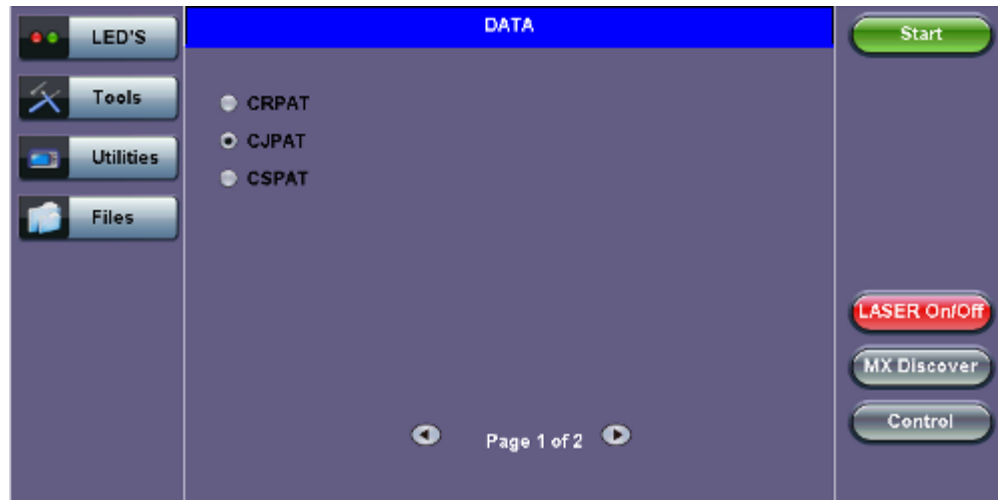 LED'S
Tools
Utilities
Files
DATA
CRPAT
CJPAT
CSPAT
Page 1 of 2
Start
LASER On/Off
MX Discover
Control